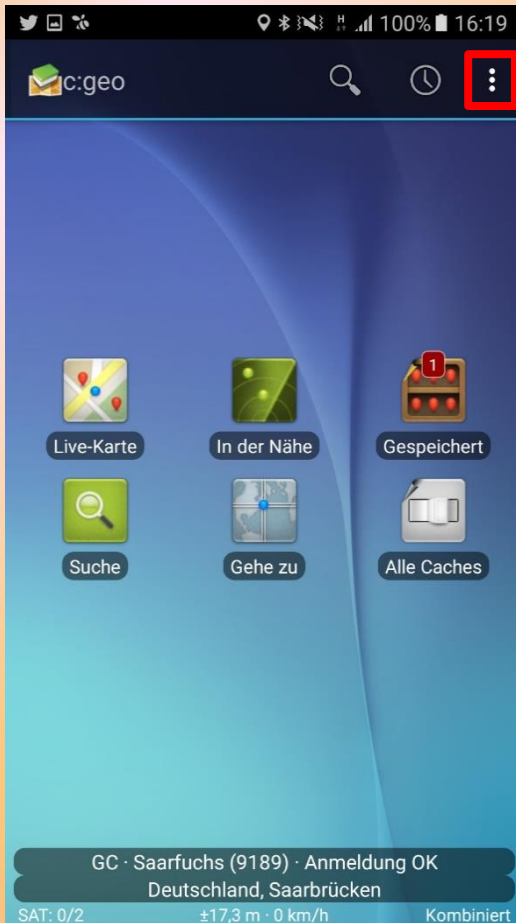 H 100% 16:19
c:geo
1
Live-Karte In der Nähe Gespeichert
Suche Gehe zu Alle Caches
GC · Saarfuchs (9189) · Anmeldung OK
Deutschland, Saarbrücken
SAT: 0/2 ±17,3 m · 0 km/h Kombiniert